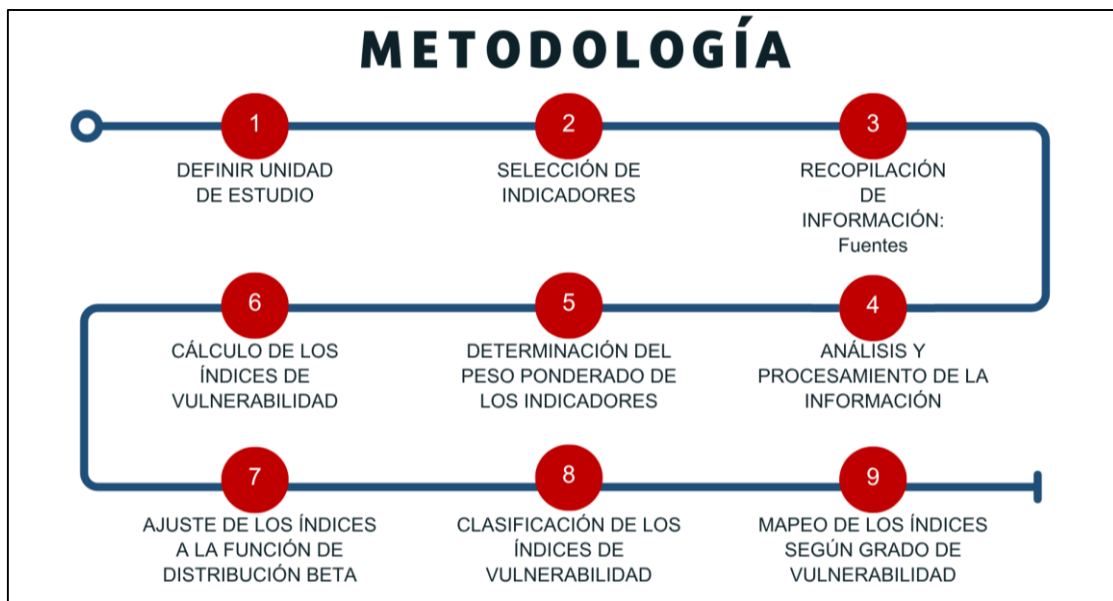 METODOLOGÍA
1
DEFINIR UNIDAD
DE ESTUDIO
2
SELECCIÓN DE
INDICADORES
3
RECOPILACIÓN
DE
INFORMACIÓN:
Fuentes
4
ANÁLISIS Y
PROCESAMIENTO DE LA
INFORMACIÓN
5
DETERMINACIÓN DEL
PESO PONDERADO DE
LOS INDICADORES
6
CÁLCULO DE LOS
ÍNDICES DE
VULNERABILIDAD
7
AJUSTE DE LOS ÍNDICES
A LA FUNCIÓN DE
DISTRIBUCIÓN BETA
8
CLASIFICACIÓN DE LOS
ÍNDICES DE
VULNERABILIDAD
9
MAPEO DE LOS ÍNDICES
SEGÚN GRADO DE
VULNERABILIDAD